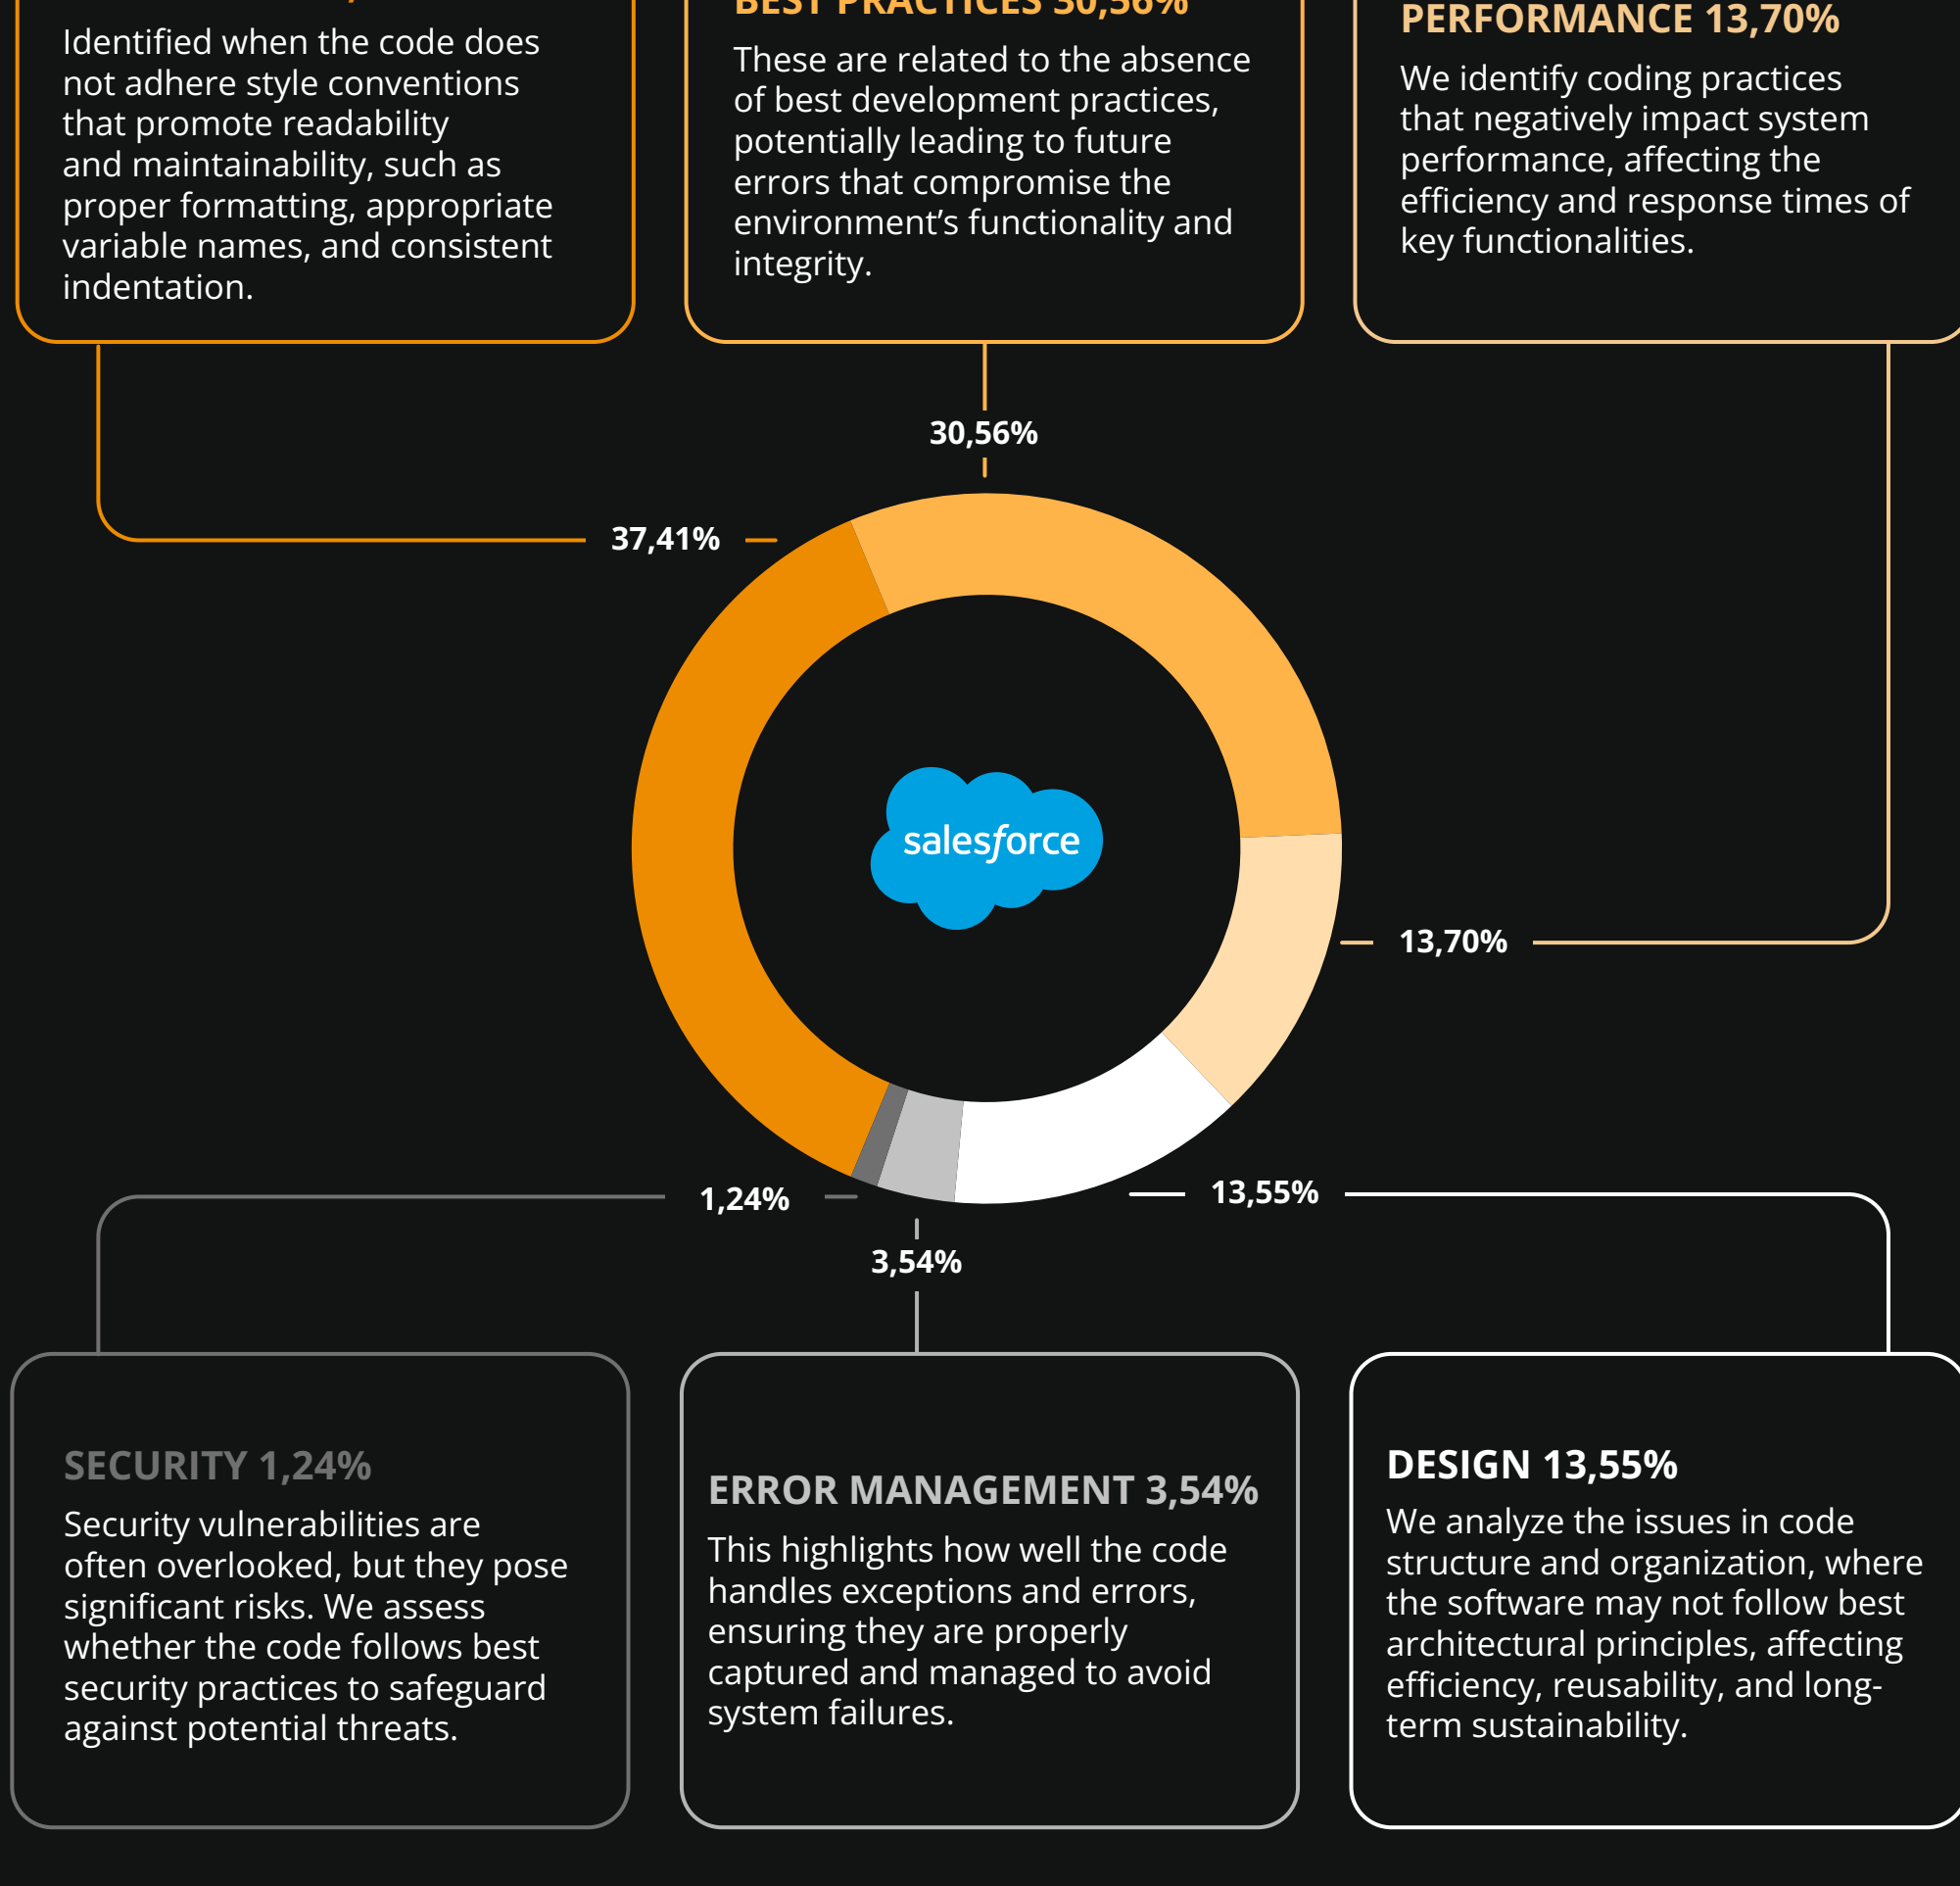 Identified when the code does
not adhere style conventions
that promote readability
and maintainability, such as
proper formatting, appropriate
variable names, and consistent
indentation.
BEST PRACTICES 30,56%
These are related to the absence
of best development practices,
potentially leading to future
errors that compromise the
environment’s functionality and
integrity.
PERFORMANCE 13,70%
We identify coding practices
that negatively impact system
performance, affecting the
efficiency and response times of
key functionalities.
30,56%
37,41%
salesforce
13,70%
13,55%
1,24%
3,54%
SECURITY 1,24%
Security vulnerabilities are
often overlooked, but they pose
significant risks. We assess
whether the code follows best
security practices to safeguard
against potential threats.
ERROR MANAGEMENT 3,54%
This highlights how well the code
handles exceptions and errors,
ensuring they are properly
captured and managed to avoid
system failures.
DESIGN 13,55%
We analyze the issues in code
structure and organization, where
the software may not follow best
architectural principles, affecting
efficiency, reusability, and long-
term sustainability.